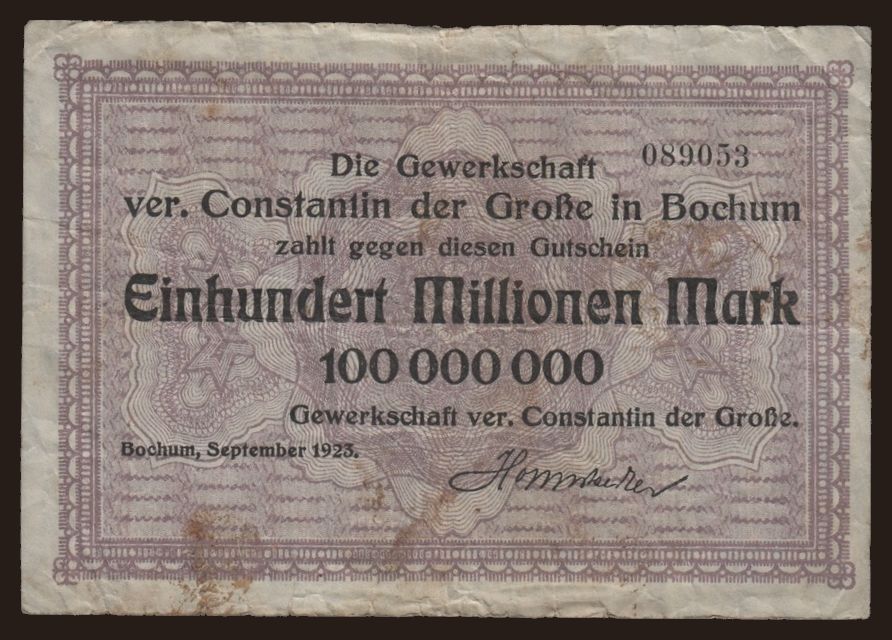 089053
Die Gewerkschaft
ver. Constantin der Große in Bochum
zahlt gegen diesen Gutschein
Einhundert Millionen Mark
100 000 000
Gewerkschaft ver. Constantin der Große.
Bochum, September 1923.